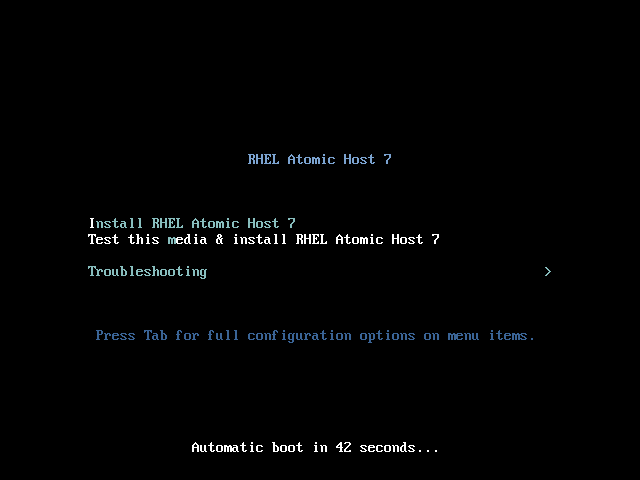 RHEL Atomic Host 7
Install RHEL Atomic Host 7
Test this media & install RHEL Atomic Host 7
Troubleshooting >
Press Tab for full configuration options on menu items.
Automatic boot in 42 seconds...